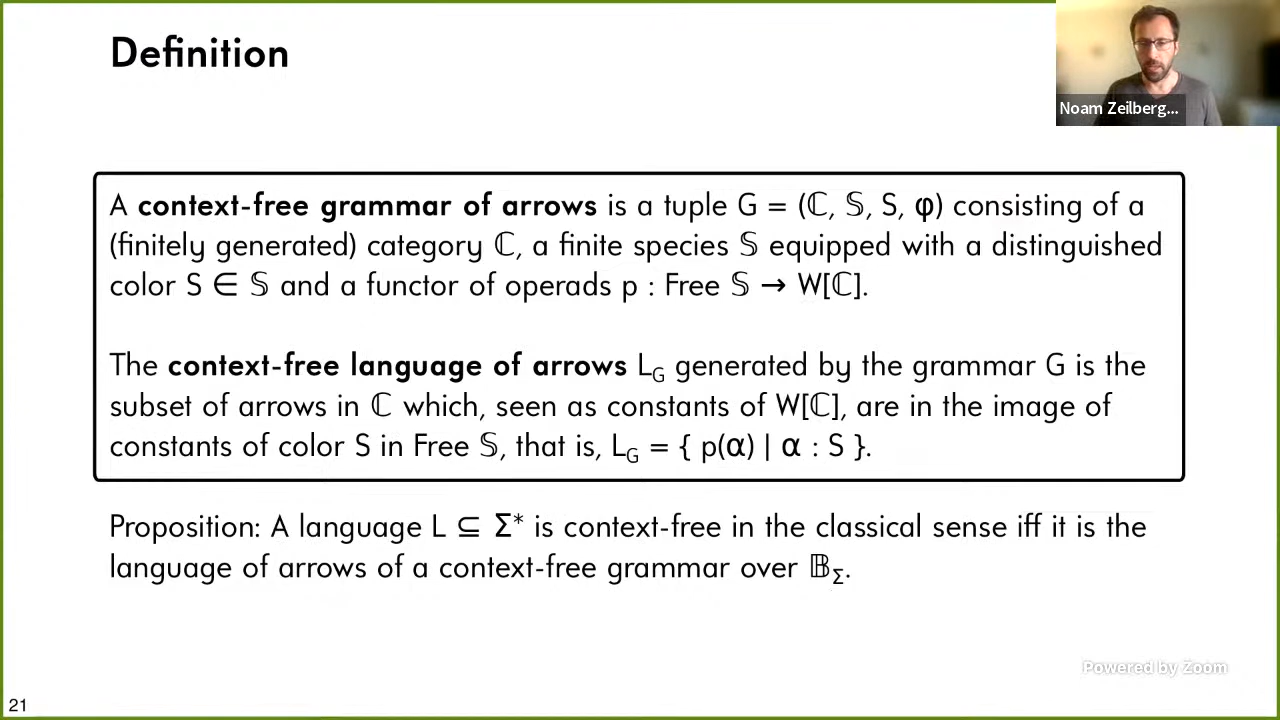 Definition
Noam Zeilberg...
A context-free grammar of arrows is a tuple G = (ℂ, 𝕊, S, φ) consisting of a
(finitely generated) category ℂ, a finite species 𝕊 equipped with a distinguished
color S ∈ 𝕊 and a functor of operads p : Free 𝕊 → W[ℂ].
The context-free language of arrows L_G generated by the grammar G is the
subset of arrows in ℂ which, seen as constants of W[ℂ], are in the image of
constants of color S in Free 𝕊, that is, L_G = { p(α) | α : S }.
Proposition: A language L ⊆ Σ* is context-free in the classical sense iff it is the
language of arrows of a context-free grammar over 𝔹_Σ.
Powered by Zoom
21